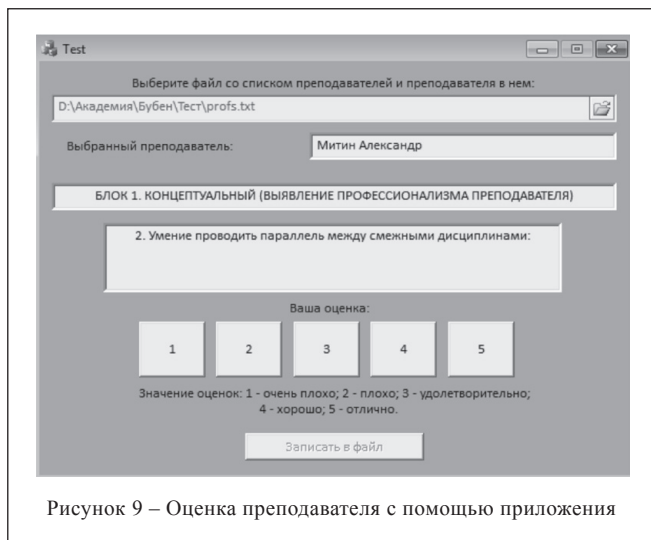 Test
Выберите файл со списком преподавателей и преподавателя в нем:
D:\Академия\Бубен\Тест\profs.txt
Выбранный преподаватель:
Митин Александр
БЛОК 1. КОНЦЕПТУАЛЬНЫЙ (ВЫЯВЛЕНИЕ ПРОФЕССИОНАЛИЗМА ПРЕПОДАВАТЕЛЯ)
2. Умение проводить параллель между смежными дисциплинами:
Ваша оценка:
1 2 3 4 5
Значение оценок: 1 - очень плохо; 2 - плохо; 3 - удолетворительно;
4 - хорошо; 5 - отлично.
Записать в файл
Рисунок 9 – Оценка преподавателя с помощью приложения